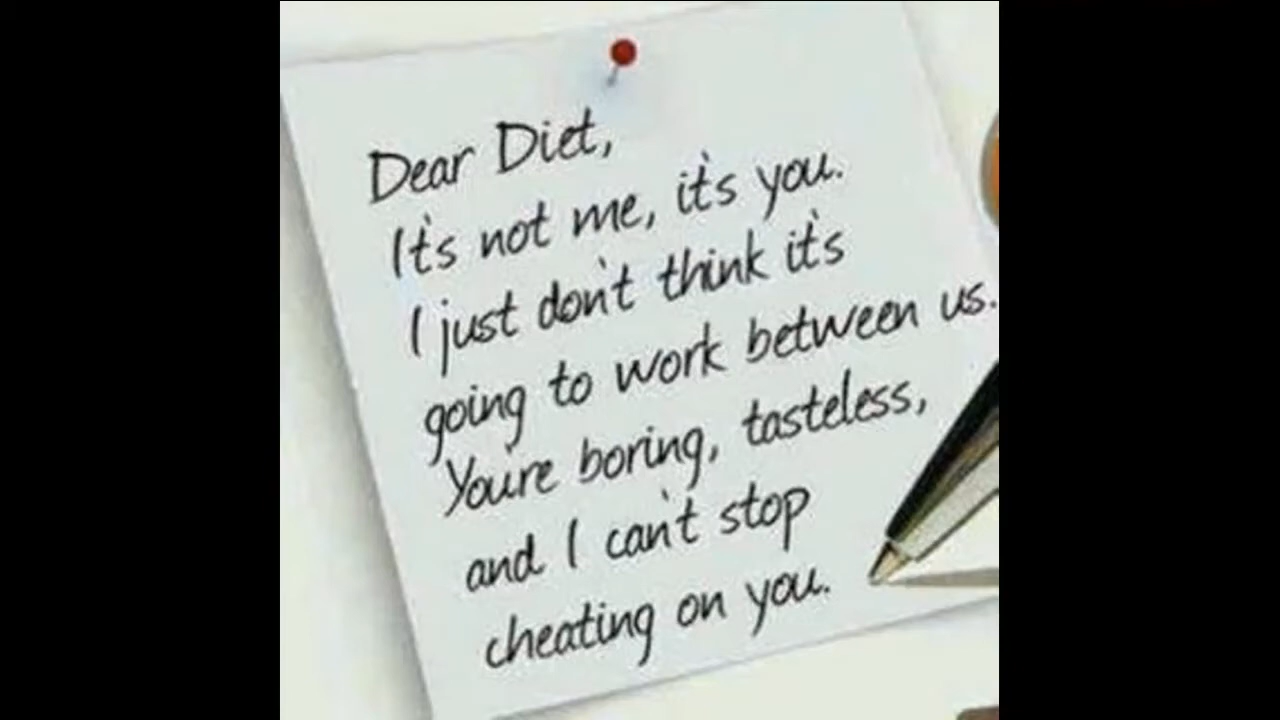 Dear Diet,
It's not me, it's you.
I just don't think it's
going to work between us.
You're boring, tasteless,
and I can't stop
cheating on you.